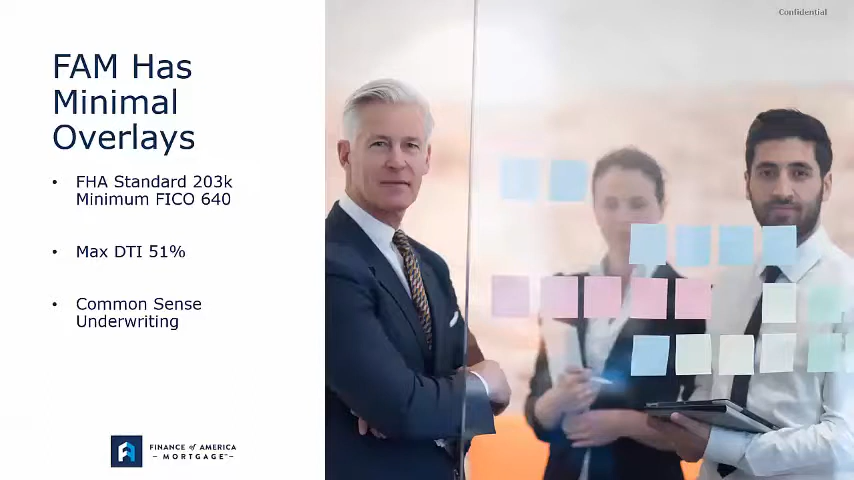 Confidential
FAM Has
Minimal
Overlays
• FHA Standard 203k
Minimum FICO 640
• Max DTI 51%
• Common Sense
Underwriting
FINANCE of AMERICA
– MORTGAGE –